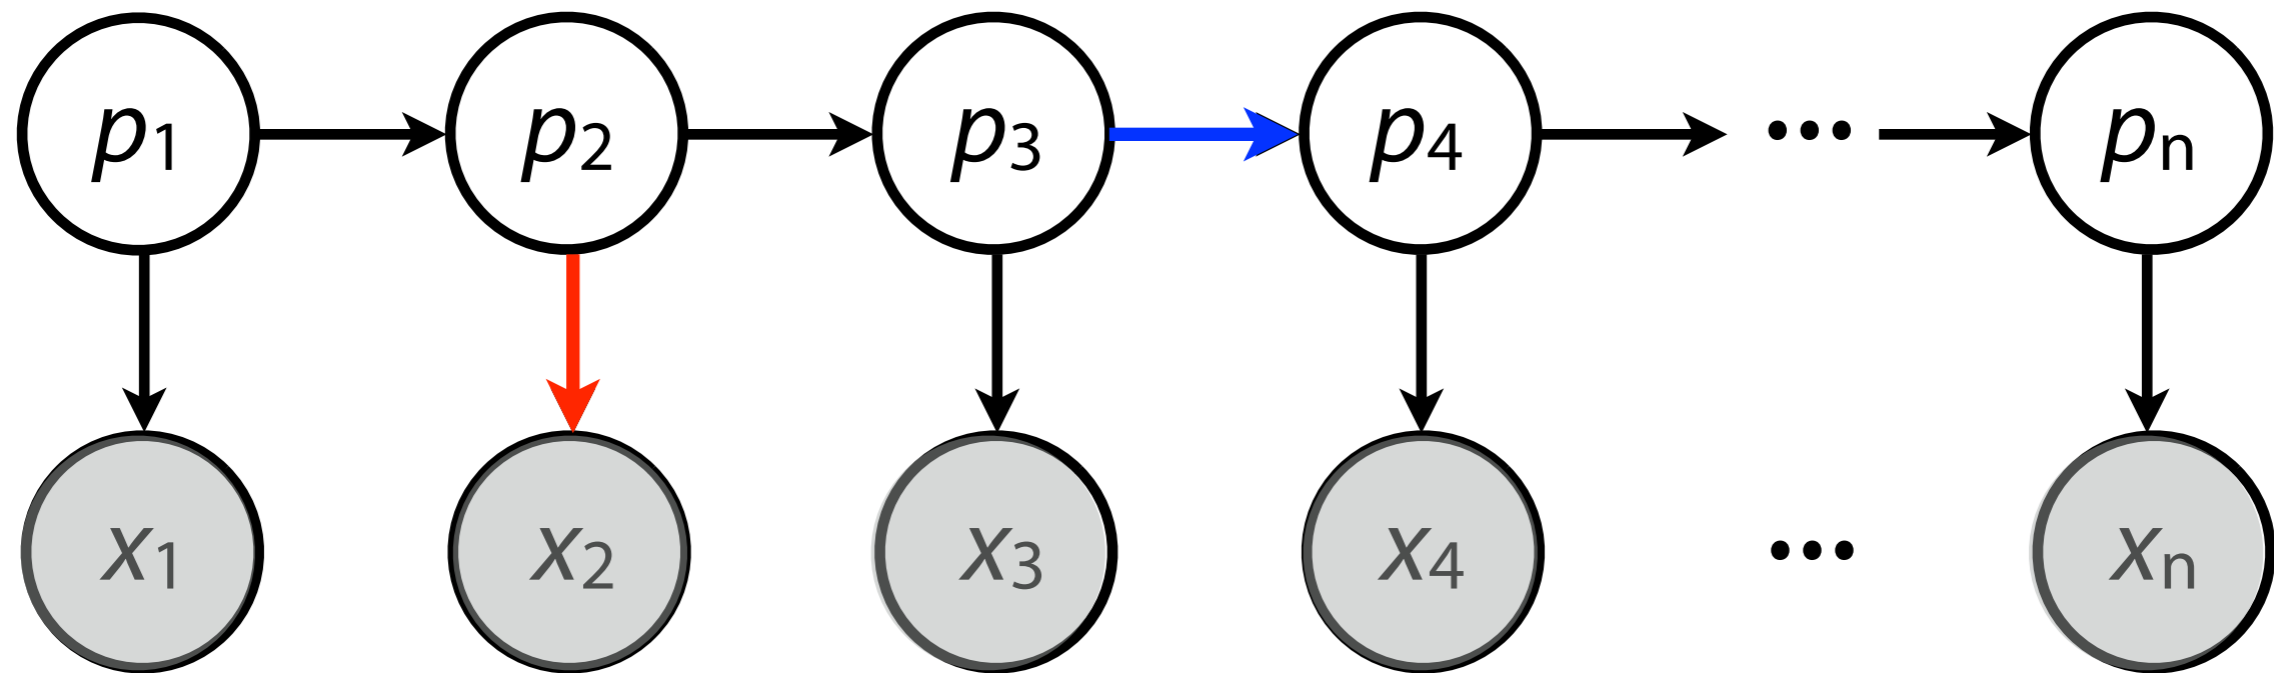 p1 p2 p3 p4 ••• pn
x1 x2 x3 x4 ••• xn